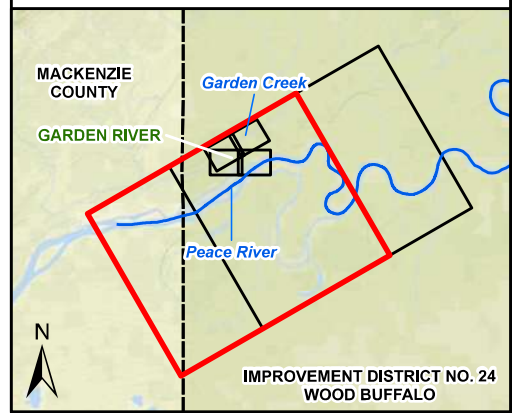 MACKENZIE
COUNTY
Garden Creek
GARDEN RIVER
Peace River
N
IMPROVEMENT DISTRICT NO. 24
WOOD BUFFALO